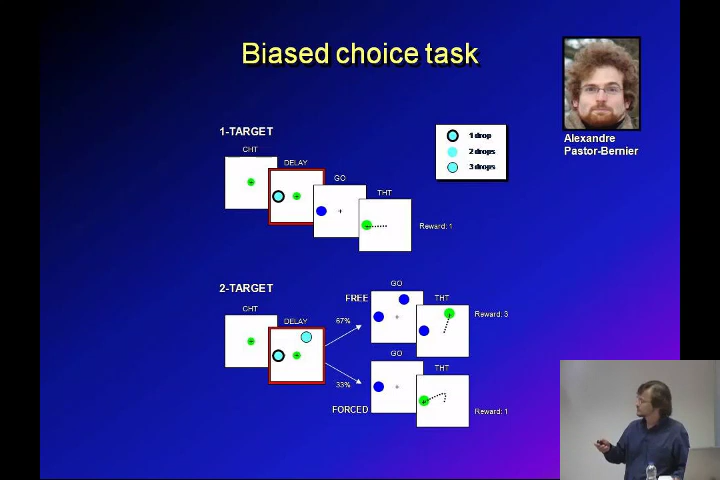 Biased choice task
Alexandre
Pastor-Bernier
1 drop
2 drops
3 drops
1-TARGET
CHT
DELAY
GO
THT
Reward: 1
2-TARGET
CHT
DELAY
67%
33%
FREE
GO
THT
Reward: 3
GO
THT
FORCED
Reward: 1